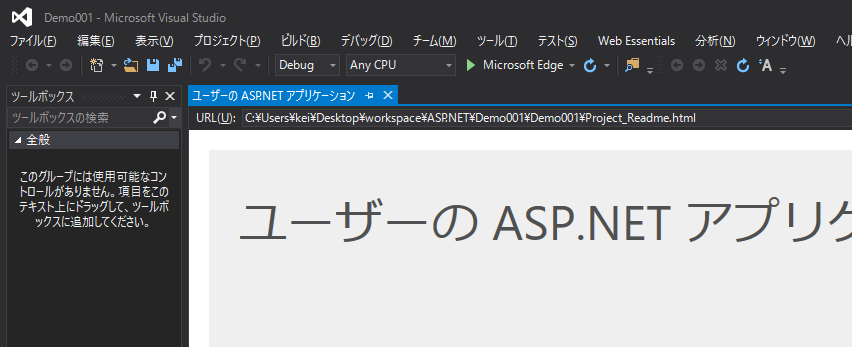 Demo001 - Microsoft Visual Studio
ファイル(F) 編集(E) 表示(V) プロジェクト(P) ビルド(B) デバッグ(D) チーム(M) ツール(T) テスト(S) Web Essentials 分析(N) ウィンドウ(W) ヘル
Debug Any CPU Microsoft Edge
ツールボックス
ツールボックスの検索
全般
このグループには使用可能なコン
トロールがありません。項目をこの
テキスト上にドラッグして、ツールボ
ックスに追加してください。
ユーザーの ASP.NET アプリケーション
URL(U): C:¥Users¥kei¥Desktop¥workspace¥ASP.NET¥Demo001¥Demo001¥Project_Readme.html
ユーザーの ASP.NET アプリケ